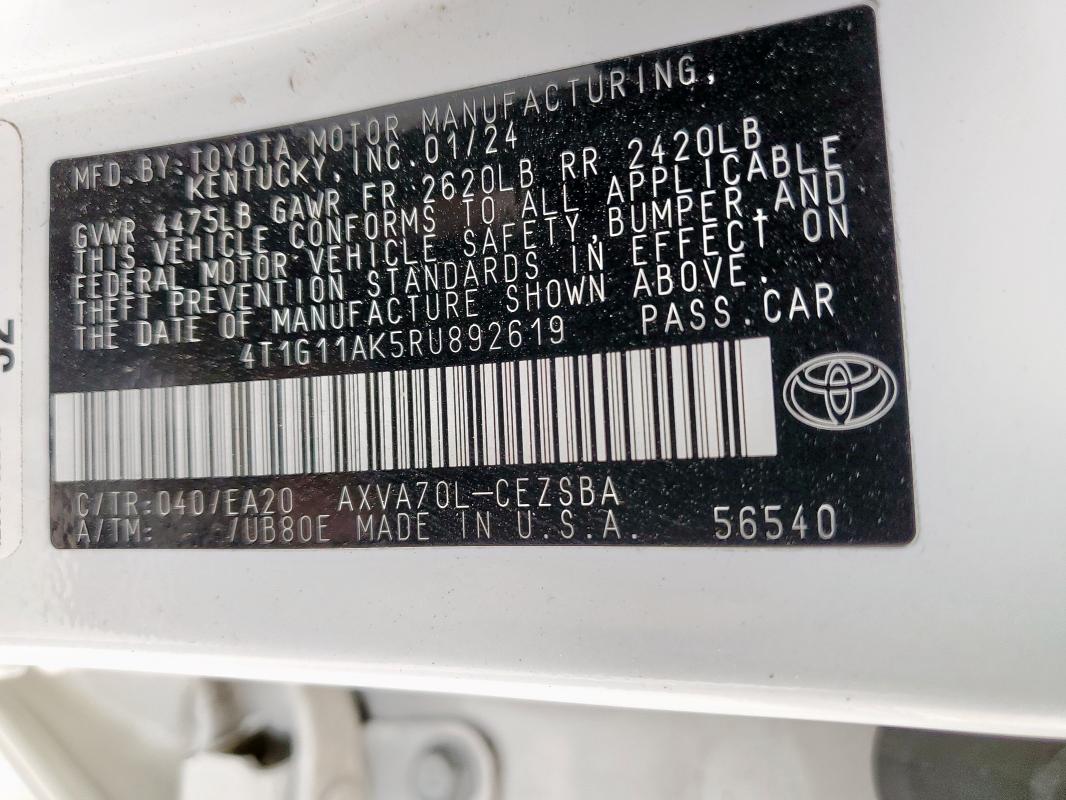 MFD.BY:TOYOTA MOTOR MANUFACTURING,
KENTUCKY,INC.01/24
GVWR 4475LB GAWR FR 2620LB RR 2420LB
THIS VEHICLE CONFORMS TO ALL APPLICABLE
FEDERAL MOTOR VEHICLE SAFETY,BUMPER,AND
THEFT PREVENTION STANDARDS IN EFFECT ON
THE DATE OF MANUFACTURE SHOWN ABOVE.
4T1G11AK5RU892619 PASS.CAR
C/TR:040/EA20 AXVA70L-CEZSBA
A/TM: /UB80E MADE IN U.S.A. 56540